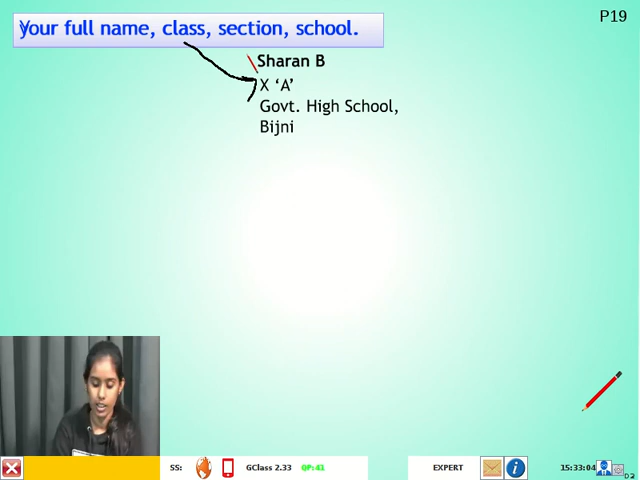 P19
your full name, class, section, school.
Sharan B
X ‘A’
Govt. High School,
Bijni
SS:
GClass 2.33
QP:41
EXPERT
15:33:04
D2